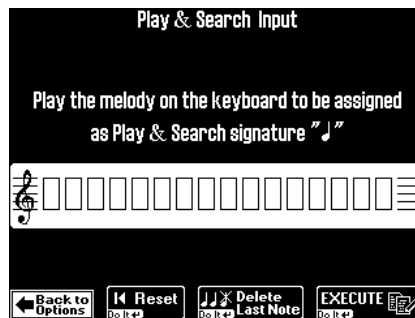 Play & Search Input
Play the melody on the keyboard to be assigned
as Play & Search signature "♩"
Back to
Options
Reset
Do It
Delete
Last Note
Do It
EXECUTE
Do It